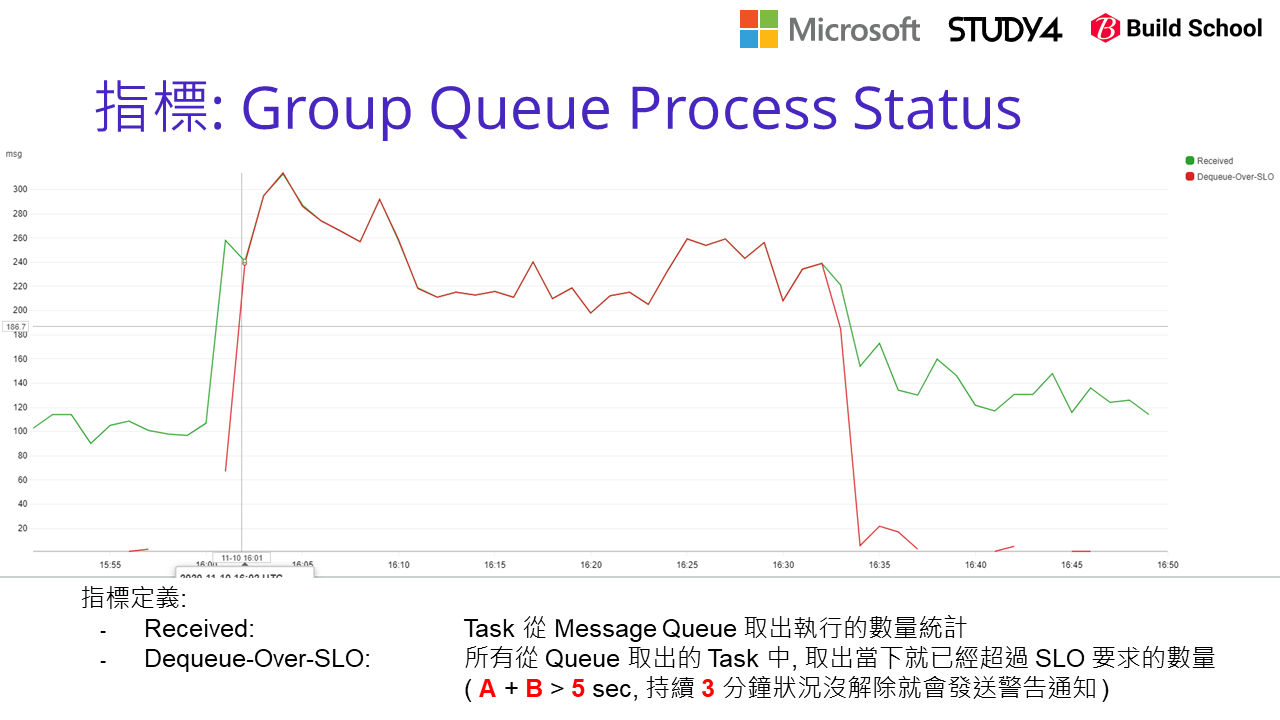 Microsoft STUDY4 Build School
指標: Group Queue Process Status
msg
Received
Dequeue-Over-SLO
300
280
260
240
220
200
186.7
180
160
140
120
100
80
60
40
20
15:55 16:00 11-10 16:01 16:05 16:10 16:15 16:20 16:25 16:30 16:35 16:40 16:45 16:50
2020-11-10 16:02 UTC
指標定義:
- Received: Task 從 Message Queue 取出執行的數量統計
- Dequeue-Over-SLO: 所有從 Queue 取出的 Task 中, 取出當下就已經超過 SLO 要求的數量
( A + B > 5 sec, 持續 3 分鐘狀況沒解除就會發送警告通知 )